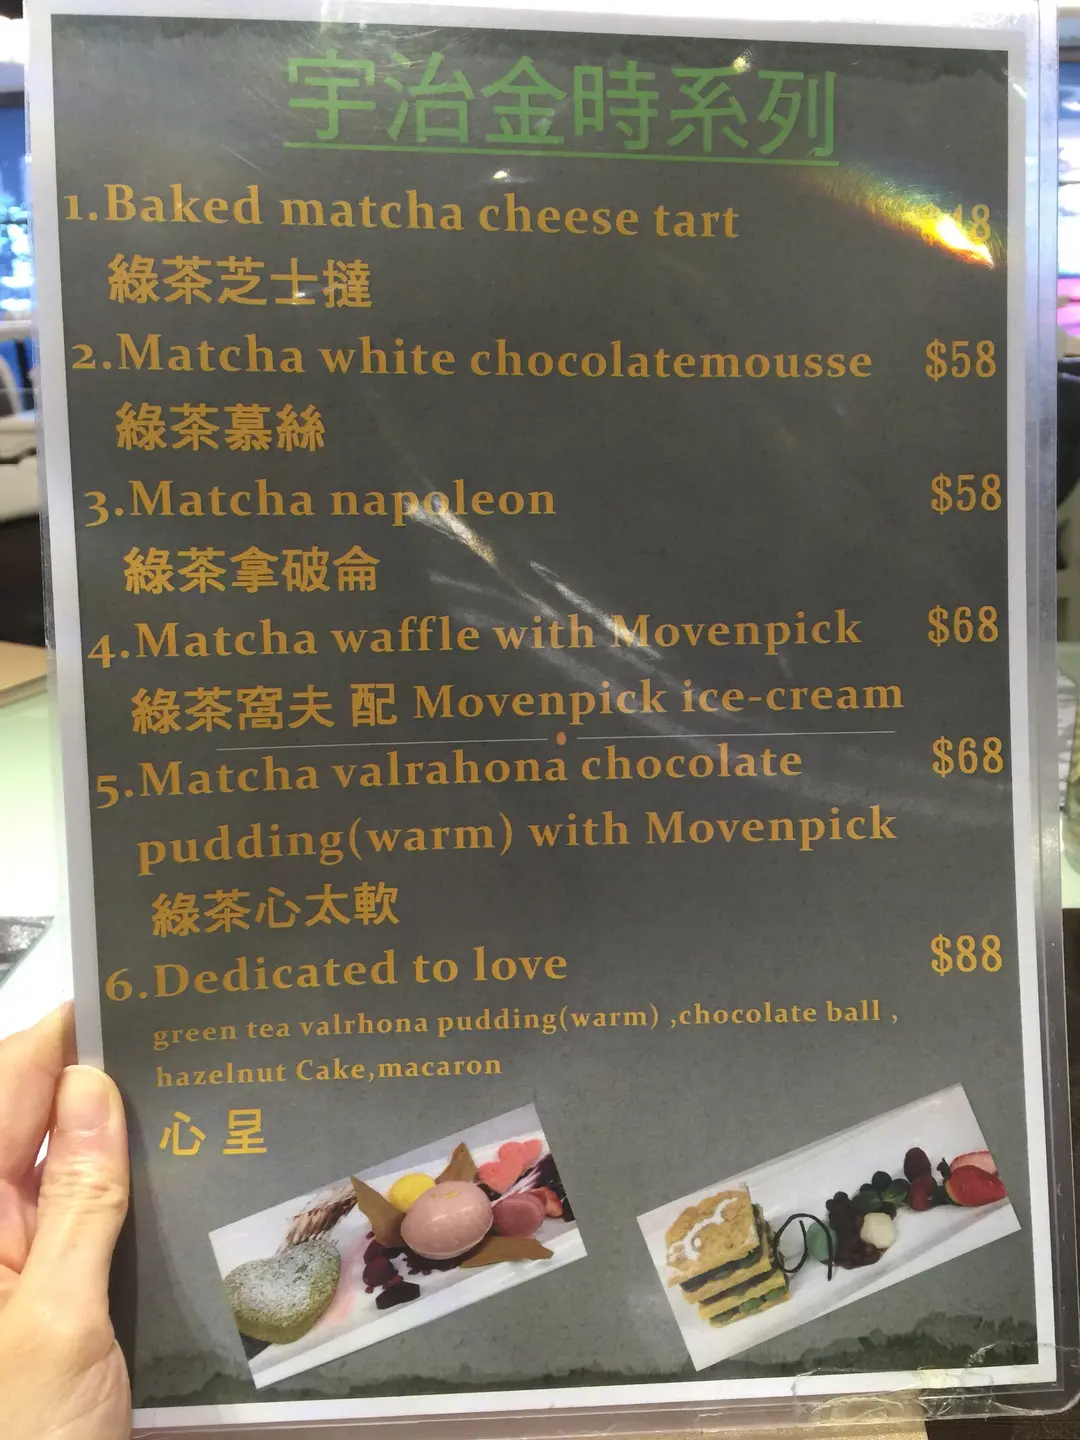 宇治金時系列
1.Baked matcha cheese tart 48
綠茶芝士撻
2.Matcha white chocolatemousse $58
綠茶慕絲
3.Matcha napoleon $58
綠茶拿破侖
4.Matcha waffle with Movenpick $68
綠茶窩夫 配 Movenpick ice-cream
5.Matcha valrahona chocolate $68
pudding(warm) with Movenpick
綠茶心太軟
6.Dedicated to love $88
green tea valrhona pudding(warm) ,chocolate ball ,
hazelnut Cake,macaron
心 呈